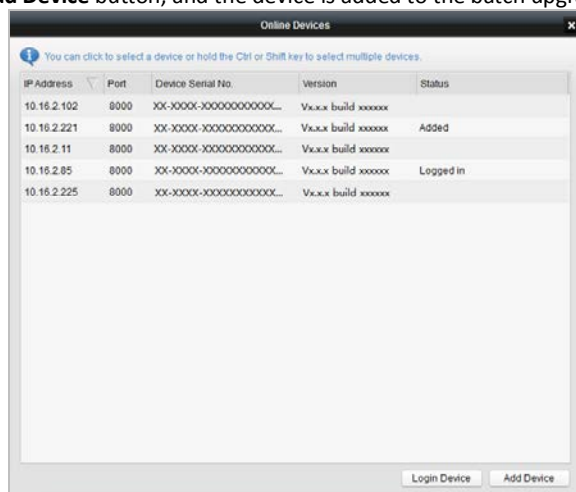 dd Device button, and the device is added to the batch upgr
Online Devices
You can click to select a device or hold the Ctrl or Shift key to select multiple devices.
IP Address Port Device Serial No. Version Status
10.16.2.102 8000 XX-XXXX-XXXXXXXXXXX... Vx.x.x build xxxxxx
10.16.2.221 8000 XX-XXXX-XXXXXXXXXXX... Vx.x.x build xxxxxx Added
10.16.2.11 8000 XX-XXXX-XXXXXXXXXXX... Vx.x.x build xxxxxx
10.16.2.85 8000 XX-XXXX-XXXXXXXXXXX... Vx.x.x build xxxxxx Logged in
10.16.2.225 8000 XX-XXXX-XXXXXXXXXXX... Vx.x.x build xxxxxx
Login Device Add Device